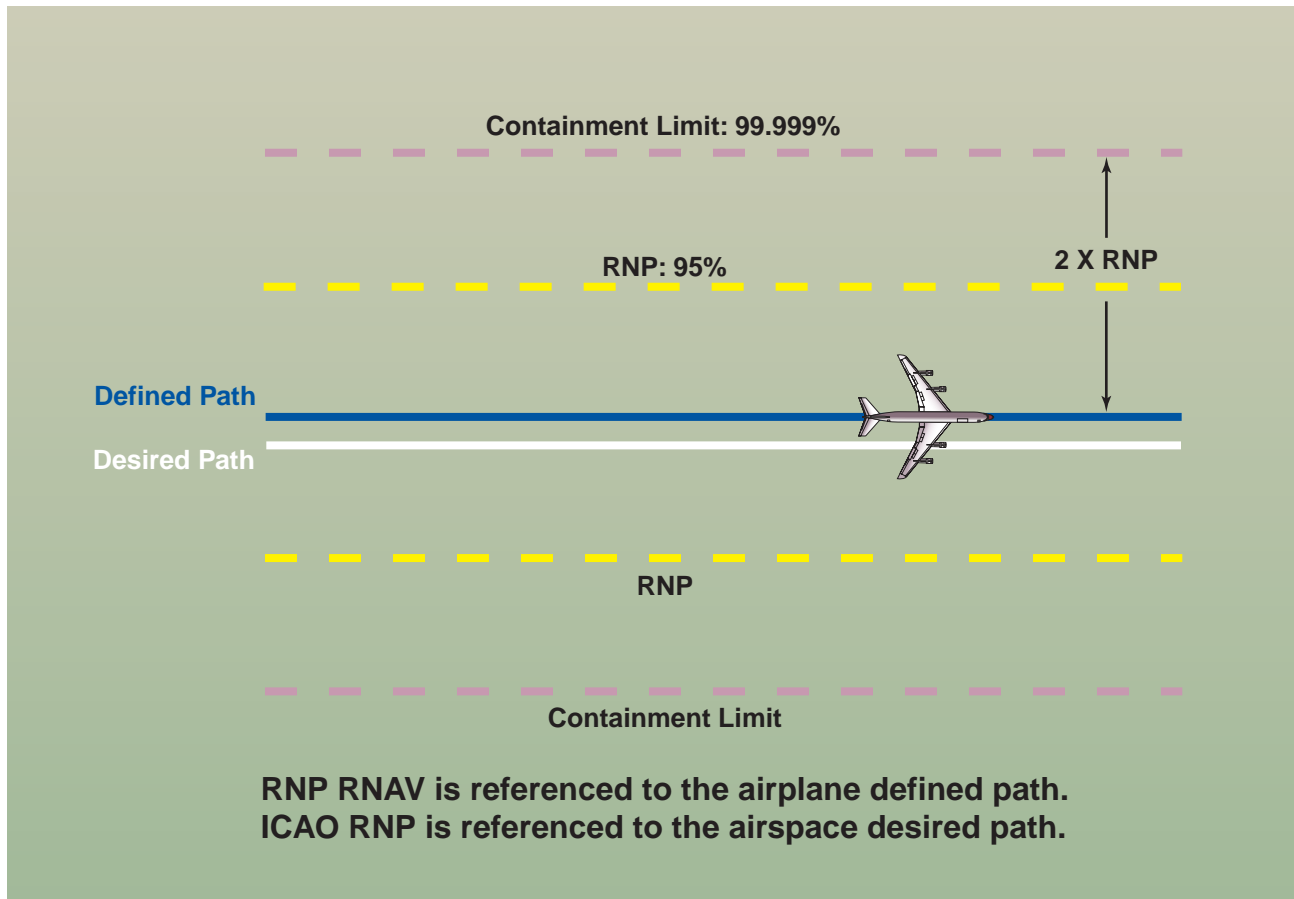 Containment Limit: 99.999%
RNP: 95%
2 X RNP
Defined Path
Desired Path
RNP
Containment Limit
RNP RNAV is referenced to the airplane defined path.
ICAO RNP is referenced to the airspace desired path.